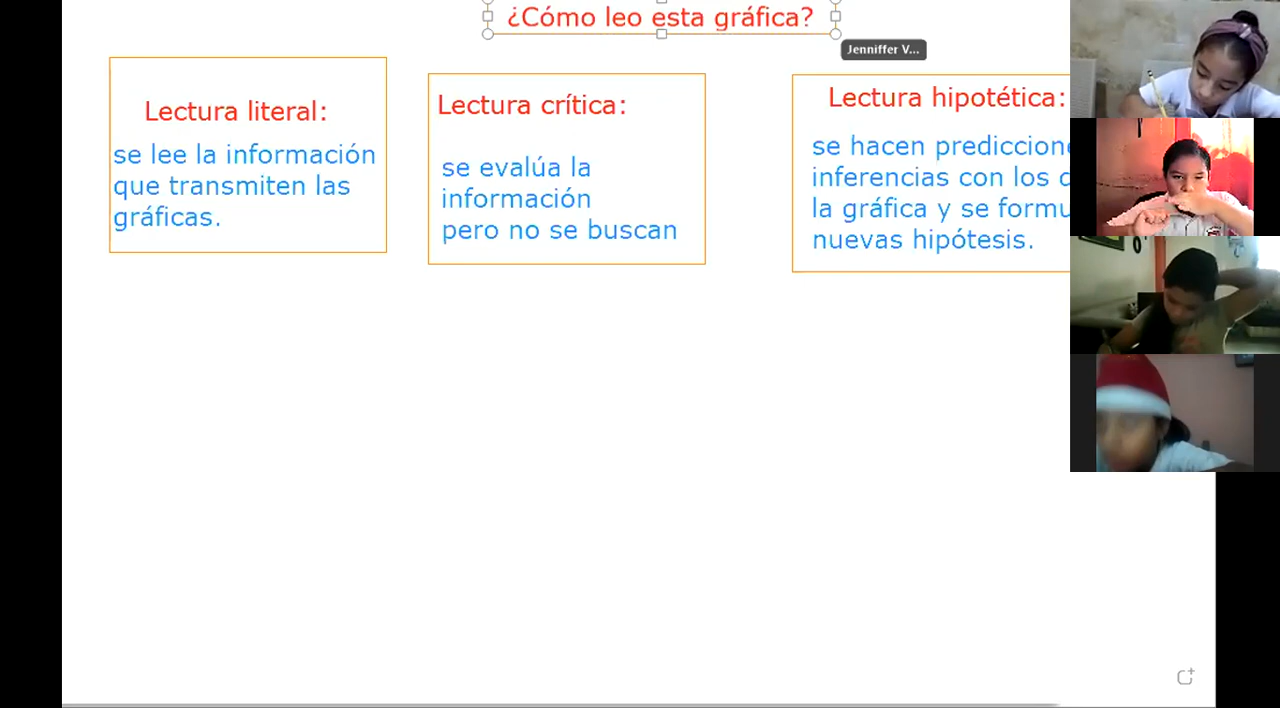 ¿Cómo leo esta gráfica?
Jenniffer V...
Lectura literal:
se lee la información
que transmiten las
gráficas.
Lectura crítica:
se evalúa la
información
pero no se buscan
Lectura hipotética:
se hacen
inferencias con los
la gráfica y se
nuevas hipótesis.